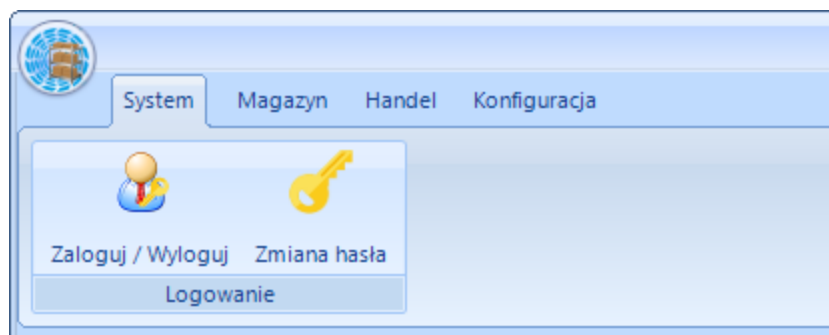 System Magazyn Handel Konfiguracja
Zaloguj / Wyloguj Zmiana hasła
Logowanie